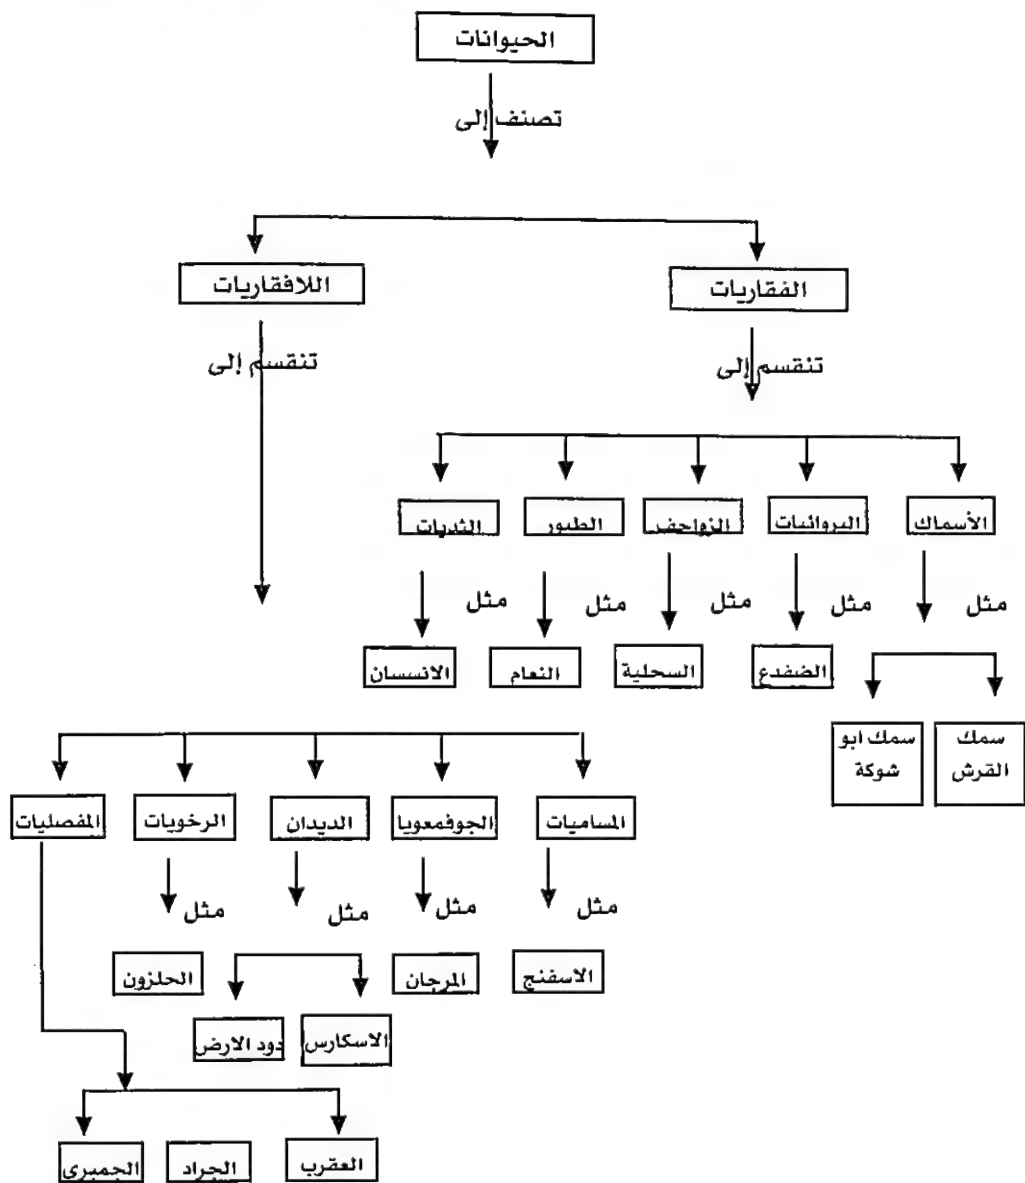 الحيوانات
تصنف إلى
الفقاريات
اللافقاريات
تنقسم إلى
تنقسم إلى
الأسماك
البرمائيات
الزواحف
الطيور
الثديات
مثل
مثل
مثل
مثل
مثل
الضفدع
السحلية
النعام
الانسسان
سمك
القرش
سمك ابو
شوكة
المساميات
الجوفمعويا
الديدان
الرخويات
المفصليات
مثل
مثل
مثل
مثل
الاسفنج
المرجان
الحلزون
الاسكارس
دود الارض
العقرب
الجراد
الجمبري